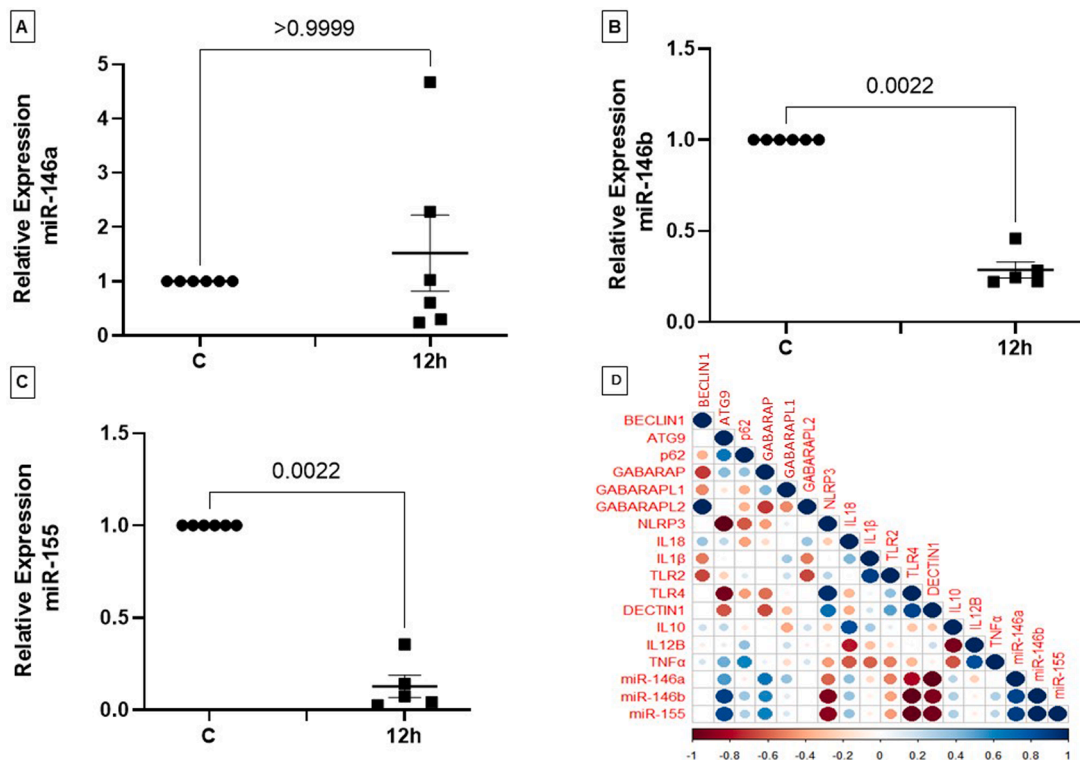 A
>0.9999
Relative Expression
miR-146a
5
4
3
2
1
0
C
12h
B
0.0022
Relative Expression
miR-146b
1.5
1.0
0.5
0.0
C
12h
C
0.0022
Relative Expression
miR-155
1.5
1.0
0.5
0.0
C
12h
D
BECLIN1
ATG9
p62
GABARAP
GABARAPL1
GABARAPL2
NLRP3
IL18
IL1β
TLR2
TLR4
DECTIN1
IL10
IL12B
TNFα
miR-146a
miR-146b
miR-155
BECLIN1
ATG9
p62
GABARAP
GABARAPL1
GABARAPL2
NLRP3
IL18
IL1β
TLR2
TLR4
DECTIN1
IL10
IL12B
TNFα
miR-146a
miR-146b
miR-155
-1 -0.8 -0.6 -0.4 -0.2 0 0.2 0.4 0.6 0.8 1